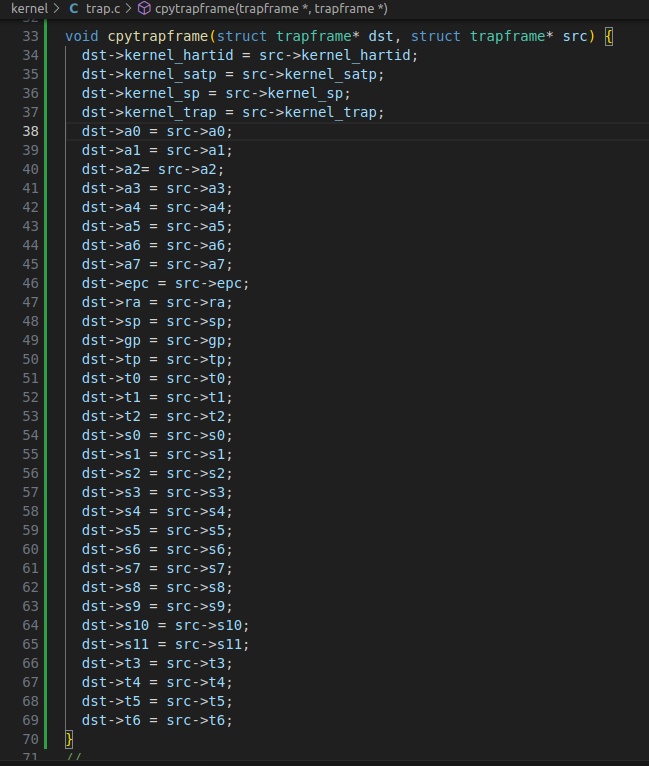 kernel > C trap.c > cpytrapframe(trapframe *, trapframe *)
33 void cpytrapframe(struct trapframe* dst, struct trapframe* src) {
34 dst->kernel_hartid = src->kernel_hartid;
35 dst->kernel_satp = src->kernel_satp;
36 dst->kernel_sp = src->kernel_sp;
37 dst->kernel_trap = src->kernel_trap;
38 dst->a0 = src->a0;
39 dst->a1 = src->a1;
40 dst->a2= src->a2;
41 dst->a3 = src->a3;
42 dst->a4 = src->a4;
43 dst->a5 = src->a5;
44 dst->a6 = src->a6;
45 dst->a7 = src->a7;
46 dst->epc = src->epc;
47 dst->ra = src->ra;
48 dst->sp = src->sp;
49 dst->gp = src->gp;
50 dst->tp = src->tp;
51 dst->t0 = src->t0;
52 dst->t1 = src->t1;
53 dst->t2 = src->t2;
54 dst->s0 = src->s0;
55 dst->s1 = src->s1;
56 dst->s2 = src->s2;
57 dst->s3 = src->s3;
58 dst->s4 = src->s4;
59 dst->s5 = src->s5;
60 dst->s6 = src->s6;
61 dst->s7 = src->s7;
62 dst->s8 = src->s8;
63 dst->s9 = src->s9;
64 dst->s10 = src->s10;
65 dst->s11 = src->s11;
66 dst->t3 = src->t3;
67 dst->t4 = src->t4;
68 dst->t5 = src->t5;
69 dst->t6 = src->t6;
70 }
71 //